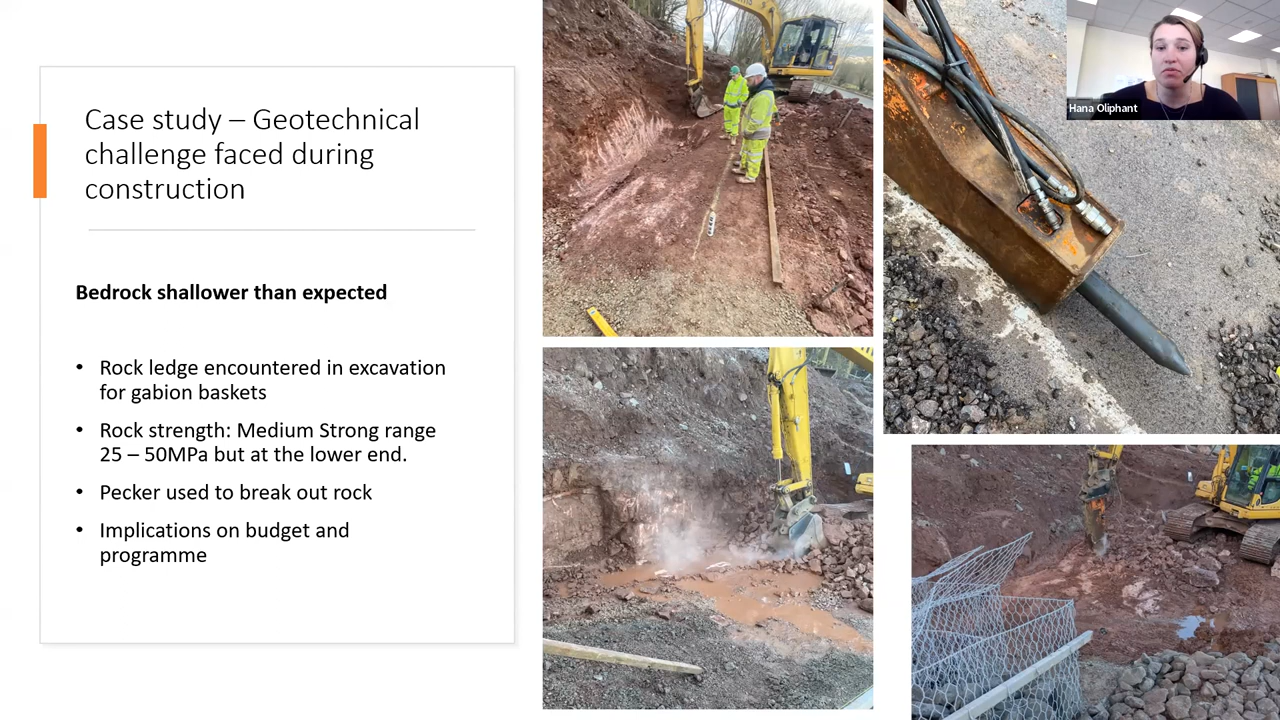 Case study – Geotechnical
challenge faced during
construction
Bedrock shallower than expected
• Rock ledge encountered in excavation
for gabion baskets
• Rock strength: Medium Strong range
25 – 50MPa but at the lower end.
• Pecker used to break out rock
• Implications on budget and
programme
Hana Oliphant